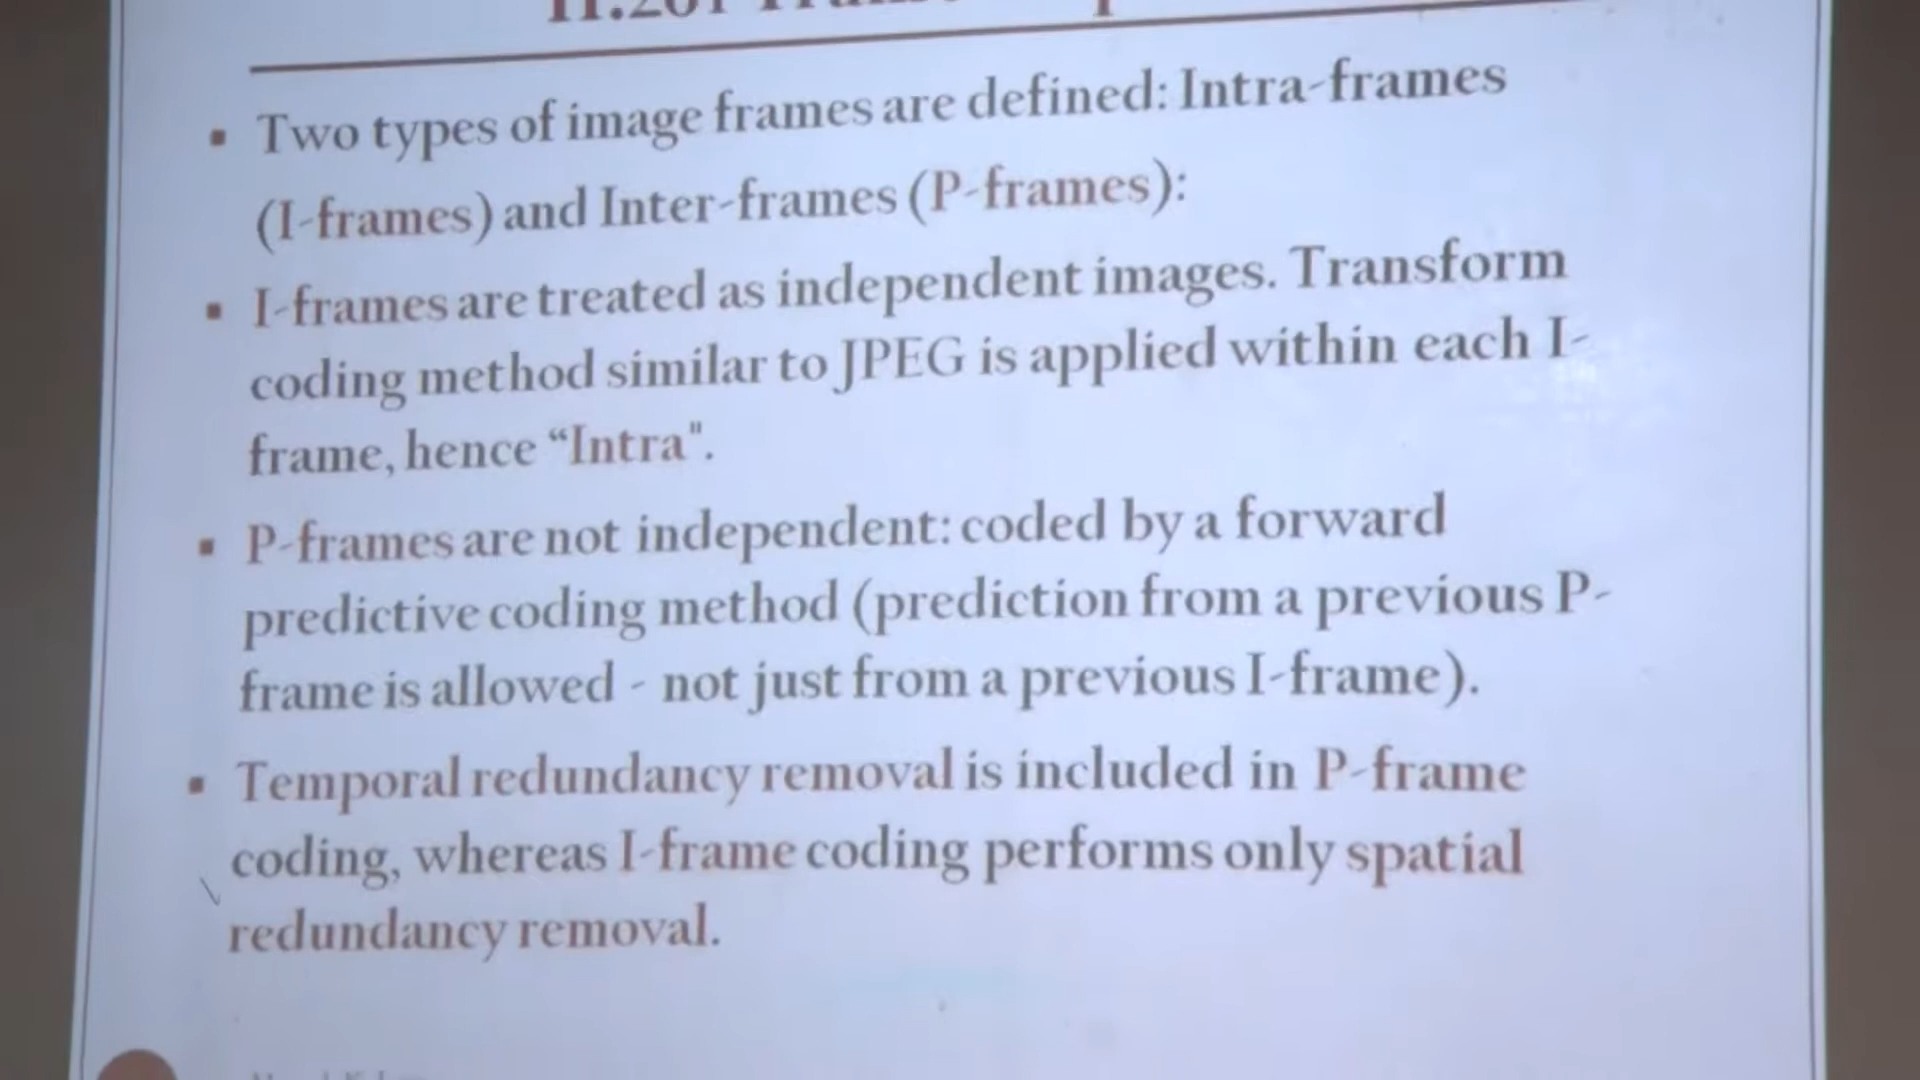 H.261 Frame
▪ Two types of image frames are defined: Intra-frames
(I-frames) and Inter-frames (P-frames):
▪ I-frames are treated as independent images. Transform
coding method similar to JPEG is applied within each I-
frame, hence “Intra".
▪ P-frames are not independent: coded by a forward
predictive coding method (prediction from a previous P-
frame is allowed - not just from a previous I-frame).
▪ Temporal redundancy removal is included in P-frame
coding, whereas I-frame coding performs only spatial
redundancy removal.